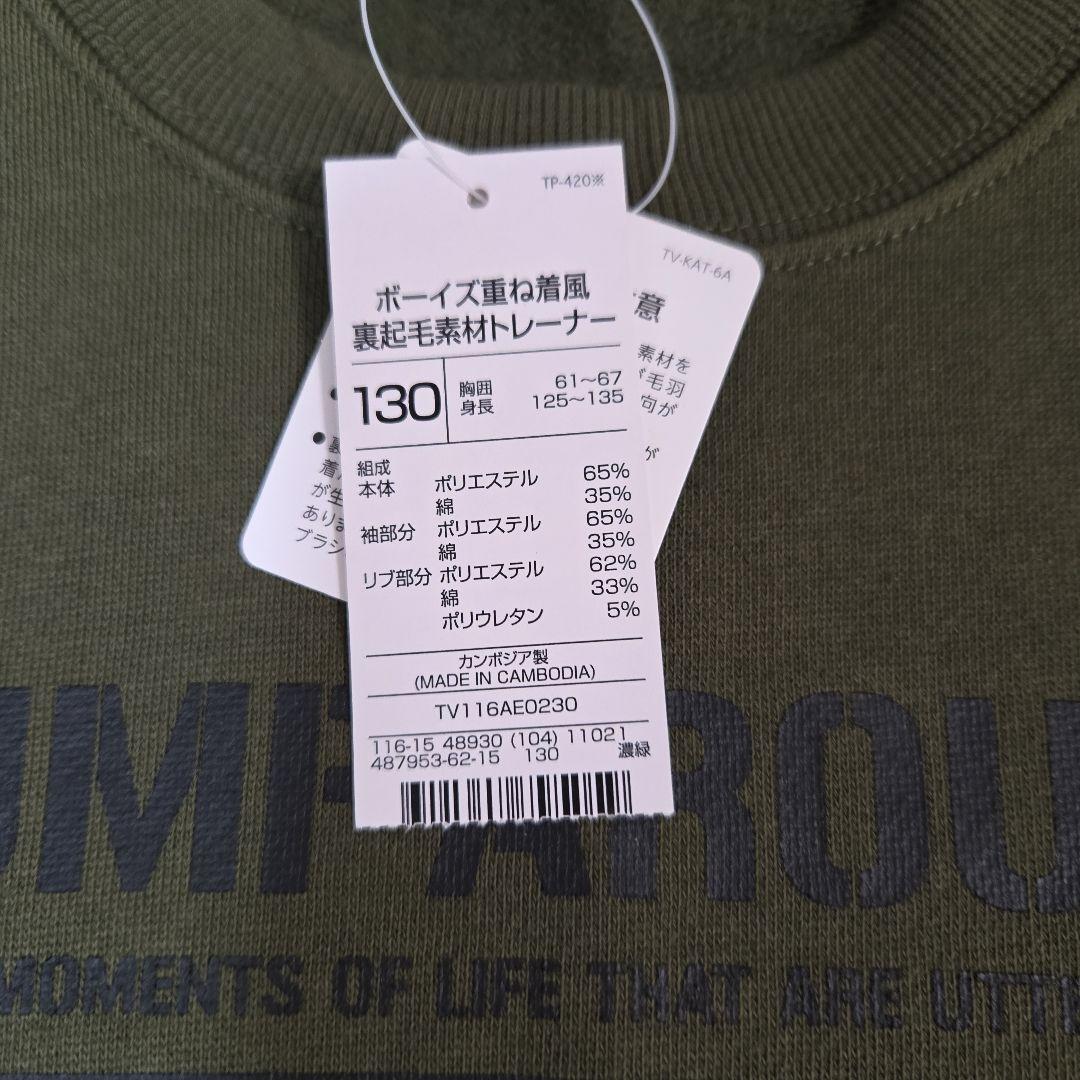 TP-420※
ボーイズ重ね着風
裏起毛素材トレーナー
130
胸囲 61～67
身長 125～135
組成
本体 ポリエステル 65%
綿 35%
袖部分 ポリエステル 65%
綿 35%
リブ部分 ポリエステル 62%
綿 33%
ポリウレタン 5%
カンボジア製
(MADE IN CAMBODIA)
TV116AE0230
116-15 48930 (104) 11021
487953-62-15 130 濃緑
TV-KAT-6A
意
素材を
毛羽
向が
が
着
が生
ありま
ブラシ
AROU
MOMENTS OF LIFE THAT ARE UTTE